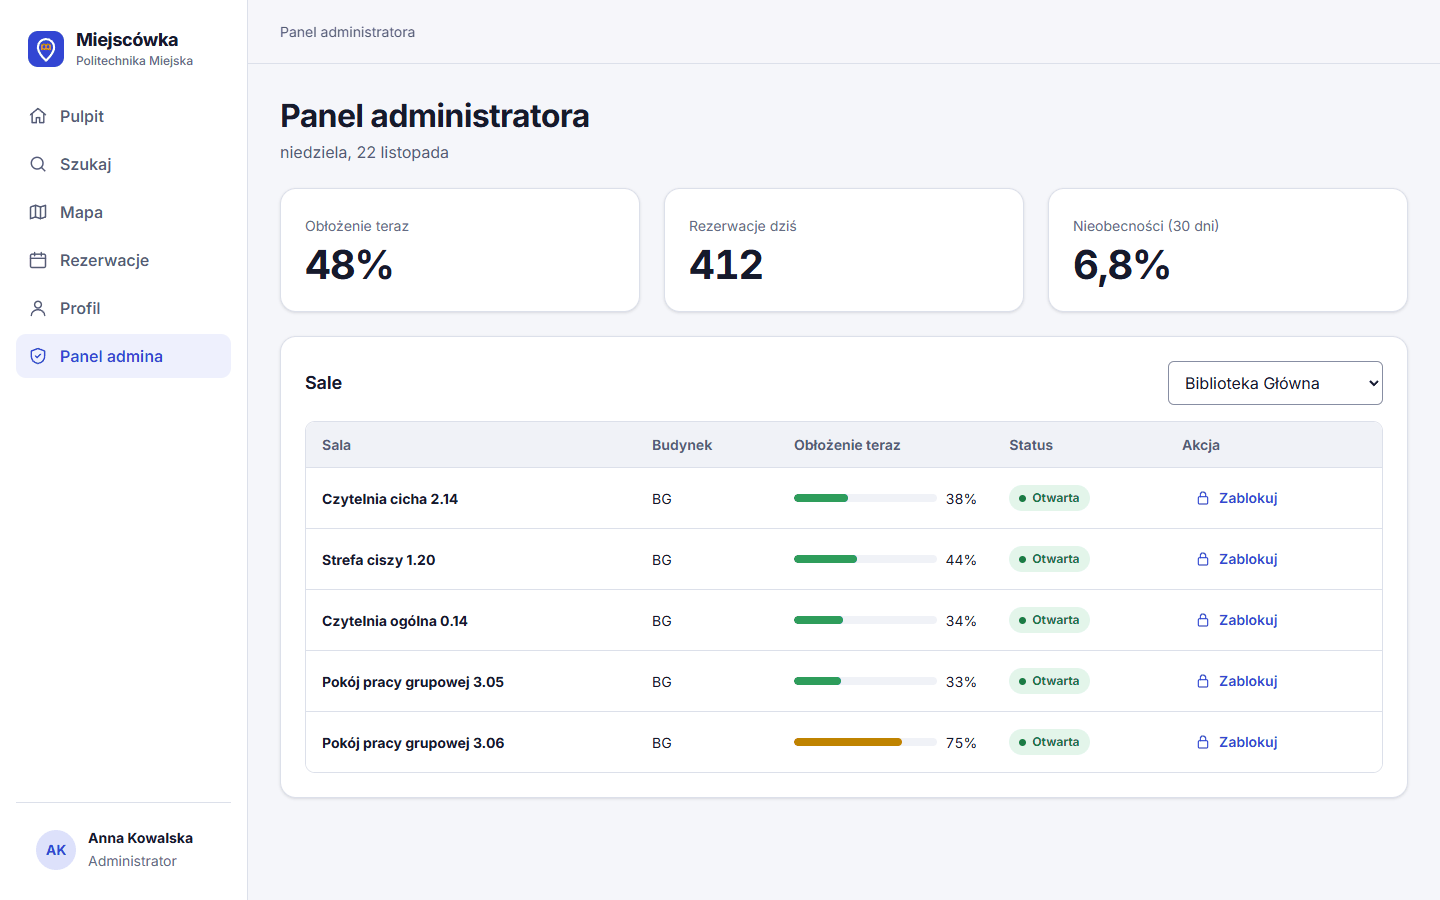 Miejscówka
Politechnika Miejska
Pulpit
Szukaj
Mapa
Rezerwacje
Profil
Panel admina
Anna Kowalska
AK
Administrator
Panel administratora
Panel administratora
niedziela, 22 listopada
Obłożenie teraz
48%
Rezerwacje dziś
412
Nieobecności (30 dni)
6,8%
Sale
Biblioteka Główna
Sala Budynek Obłożenie teraz Status Akcja
Czytelnia cicha 2.14 BG 38% Otwarta Zablokuj
Strefa ciszy 1.20 BG 44% Otwarta Zablokuj
Czytelnia ogólna 0.14 BG 34% Otwarta Zablokuj
Pokój pracy grupowej 3.05 BG 33% Otwarta Zablokuj
Pokój pracy grupowej 3.06 BG 75% Otwarta Zablokuj